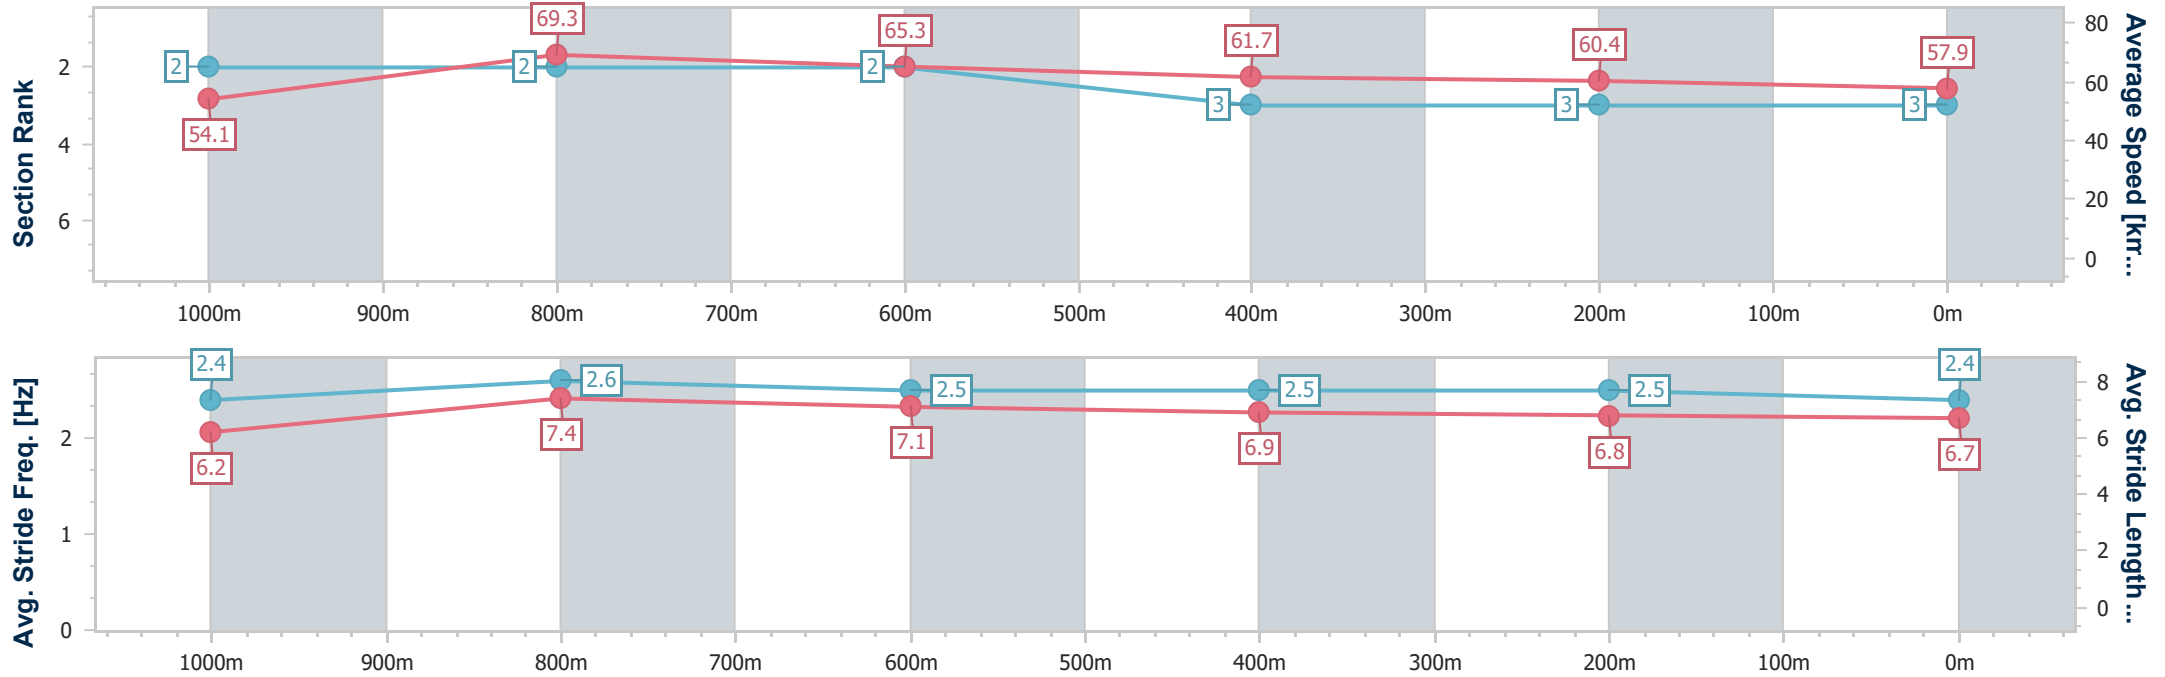 Section Rank
2
4
6
2
2
2
3
3
3
54.1
69.3
65.3
61.7
60.4
57.9
80
60
40
20
0
Average Speed [km...
1000m
900m
800m
700m
600m
500m
400m
300m
200m
100m
0m
Avg. Stride Freq. [Hz]
2
1
0
2.4
2.6
2.5
2.5
2.5
2.4
6.2
7.4
7.1
6.9
6.8
6.7
8
6
4
2
0
Avg. Stride Length...
1000m
900m
800m
700m
600m
500m
400m
300m
200m
100m
0m